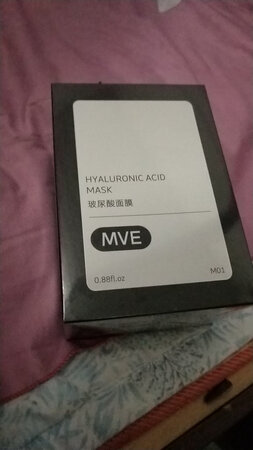 HYALURONIC ACID
MASK
玻尿酸面膜
MVE
0.88fl.oz
M01